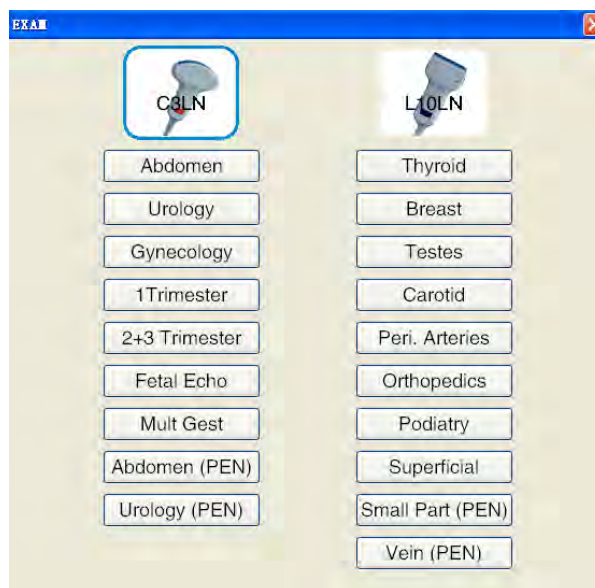 EXAM
C3LN
Abdomen
Urology
Gynecology
1Trimester
2+3 Trimester
Fetal Echo
Mult Gest
Abdomen (PEN)
Urology (PEN)
L10LN
Thyroid
Breast
Testes
Carotid
Peri. Arteries
Orthopedics
Podiatry
Superficial
Small Part (PEN)
Vein (PEN)